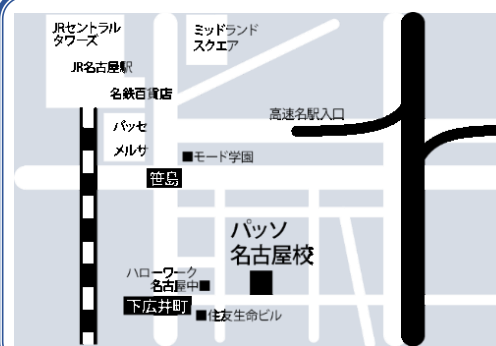 JRセントラル
タワーズ
ミッドランド
スクエア
JR名古屋駅
名鉄百貨店
高速名駅入口
パッセ
メルサ
■モード学園
笹島
パッソ
名古屋校
ハローワーク
名古屋中■
下広井町
■住友生命ビル